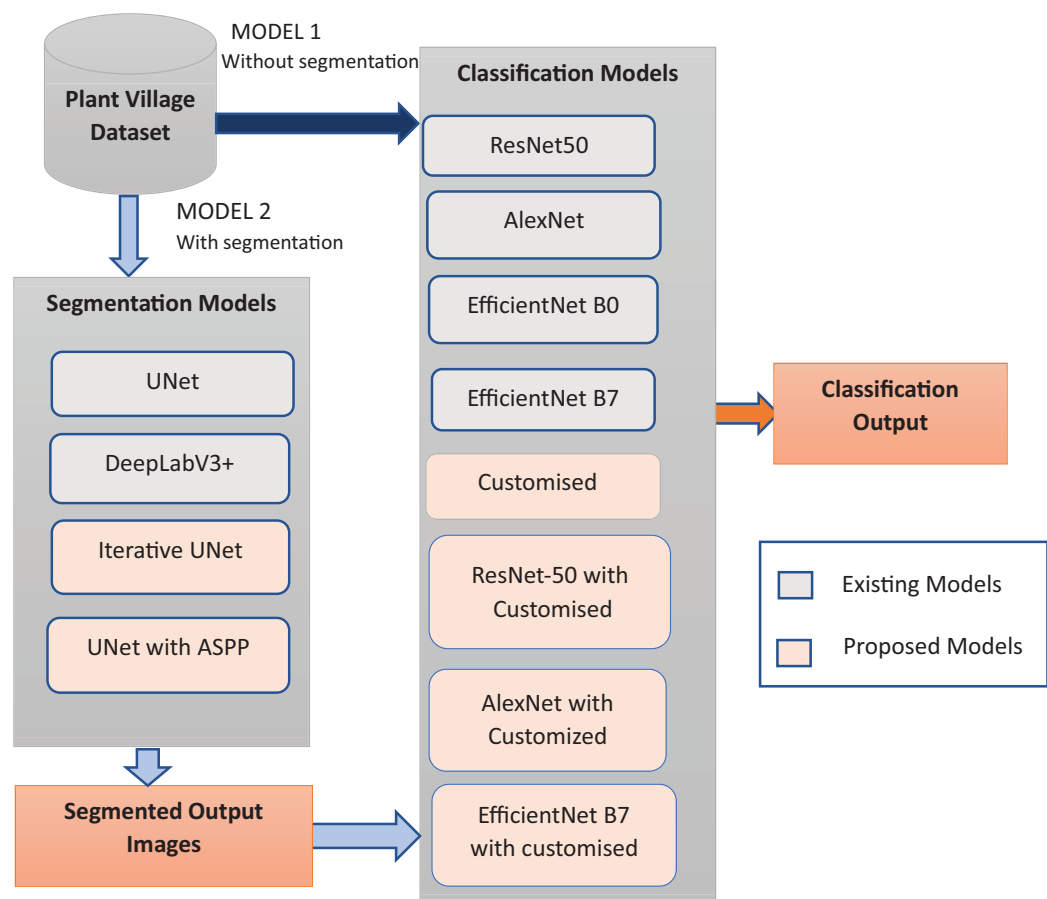 MODEL 1
Without segmentation
Plant Village
Dataset
MODEL 2
With segmentation
Segmentation Models
UNet
DeepLabV3+
Iterative UNet
UNet with ASPP
Segmented Output
Images
Classification Models
ResNet50
AlexNet
EfficientNet B0
EfficientNet B7
Customised
ResNet-50 with
Customised
AlexNet with
Customized
EfficientNet B7
with customised
Classification
Output
Existing Models
Proposed Models